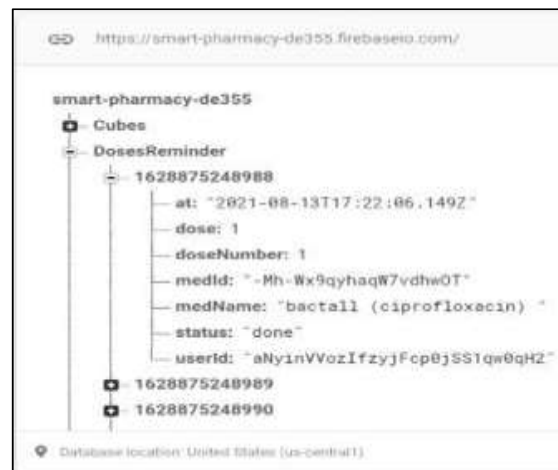 https://smart-pharmacy-de355.firebaseio.com/
smart-pharmacy-de355
Cubes
DosesReminder
1628875248988
at: "2021-08-13T17:22:06.149Z"
dose: 1
doseNumber: 1
medId: "-Mh-Wx9qyhaqW7vdhwOT"
medName: "bactall (ciprofloxacin) "
status: "done"
userId: "aNyinVVozIfzyjFcp0jSS1qw0qH2"
1628875248989
1628875248990
Database location: United States (us-central1)